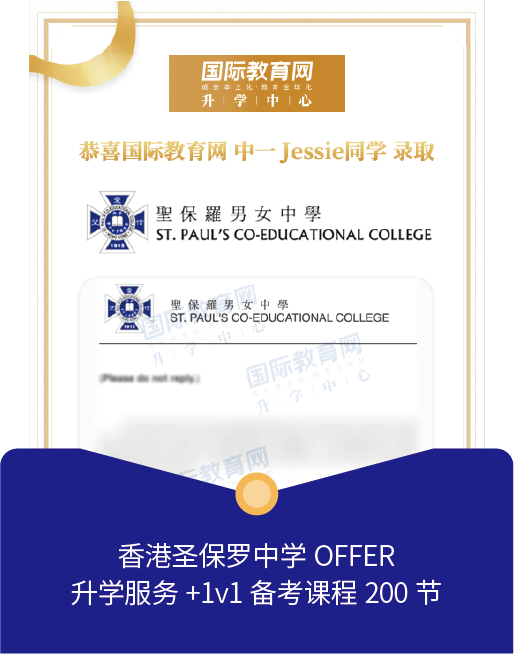 国际教育网
成长本土化·教育全球化
升 | 学 | 中 | 心
恭喜国际教育网 中一 Jessie同学 录取
1915
聖保羅男女中學
ST. PAUL'S CO-EDUCATIONAL COLLEGE
1915
聖保羅男女中學
ST. PAUL'S CO-EDUCATIONAL COLLEGE
国际教育网
升 | 学 | 中 | 心
(Please do not reply.)
国际教育网
升 | 学 | 中 | 心
国际教育网
香港圣保罗中学 OFFER
升学服务 +1v1 备考课程 200 节